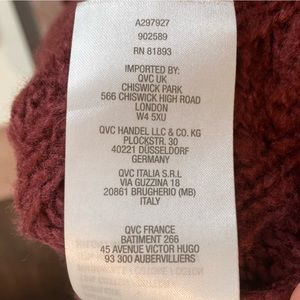 A297927
902589
RN 81893
IMPORTED BY:
QVC UK
CHISWICK PARK
566 CHISWICK HIGH ROAD
LONDON
W4 5XU
QVC HANDEL LLC & CO. KG
PLOCKSTR. 30
40221 DÜSSELDORF
GERMANY
QVC ITALIA S.R.L
VIA GUZZINA 18
20861 BRUGHERIO (MB)
ITALY
QVC FRANCE
BATIMENT 266
45 AVENUE VICTOR HUGO
93 300 AUBERVILLIERS